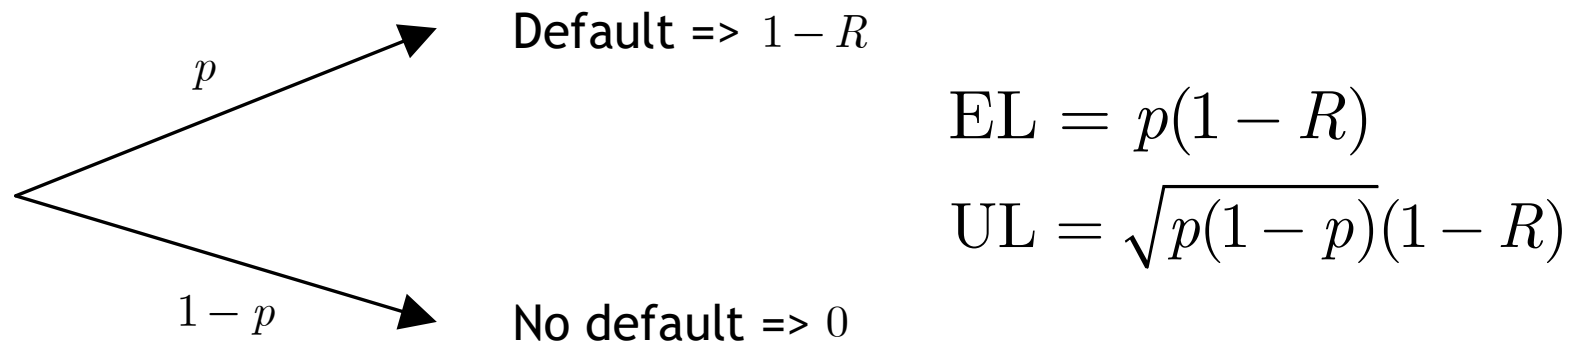 p
Default => 1 − R
EL = p(1 − R)
UL = √p(1 − p)(1 − R)
1 − p
No default => 0